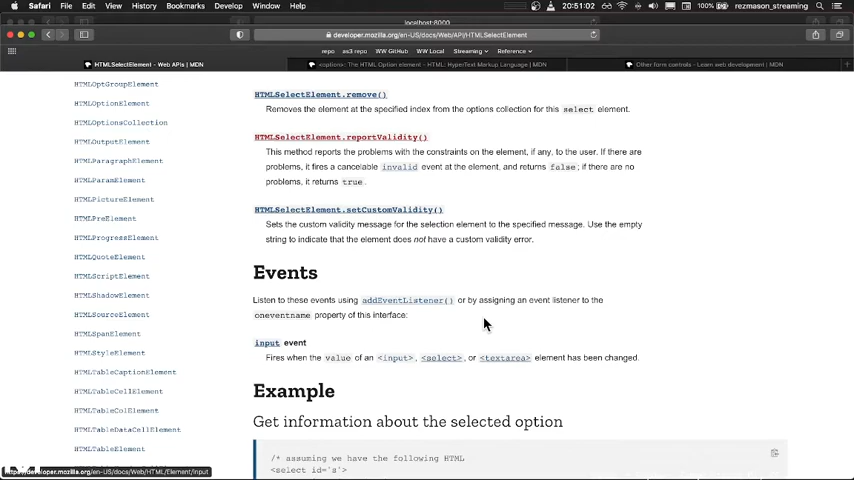 Safari File Edit View History Bookmarks Develop Window Help 100% 20:51:02 rezmason_streaming
localhost:8000
developer.mozilla.org/en-US/docs/Web/API/HTMLSelectElement
repo as3 repo WW GitHub WW Local Streaming Reference
HTMLSelectElement - Web APIs | MDN
<option>: The HTML Option element - HTML: HyperText Markup Language | MDN
Other form controls - Learn web development | MDN
HTMLOptGroupElement
HTMLOptionElement
HTMLOptionsCollection
HTMLOutputElement
HTMLParagraphElement
HTMLParamElement
HTMLPictureElement
HTMLPreElement
HTMLProgressElement
HTMLQuoteElement
HTMLScriptElement
HTMLShadowElement
HTMLSourceElement
HTMLSpanElement
HTMLStyleElement
HTMLTableCaptionElement
HTMLTableCellElement
HTMLTableColElement
HTMLTableDataCellElement
HTMLTableElement
HTMLSelectElement.remove()
Removes the element at the specified index from the options collection for this select element.
HTMLSelectElement.reportValidity()
This method reports the problems with the constraints on the element, if any, to the user. If there are
problems, it fires a cancelable invalid event at the element, and returns false; if there are no
problems, it returns true.
HTMLSelectElement.setCustomValidity()
Sets the custom validity message for the selection element to the specified message. Use the empty
string to indicate that the element does not have a custom validity error.
Events
Listen to these events using addEventListener() or by assigning an event listener to the
oneventname property of this interface:
input event
Fires when the value of an <input>, <select>, or <textarea> element has been changed.
Example
Get information about the selected option
/* assuming we have the following HTML
<select id='s'>
https://developer.mozilla.org/en-US/docs/Web/HTML/Element/input